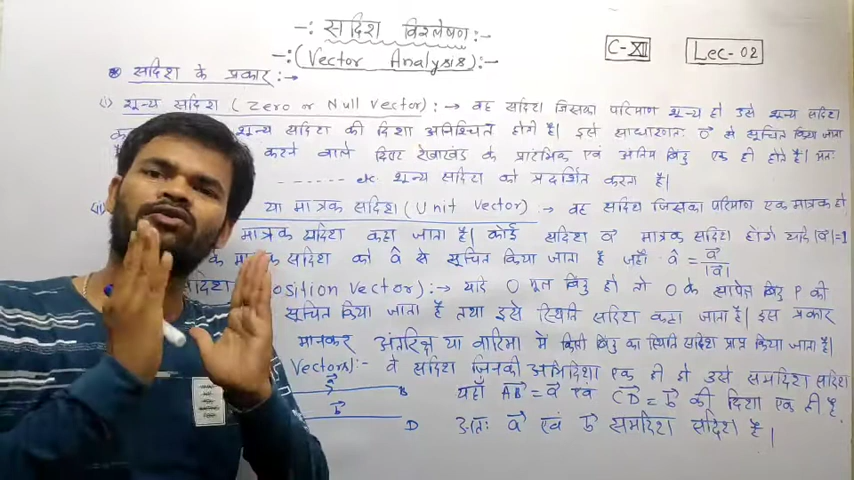 -: सदिश विश्लेषण :-
-: (Vector Analysis) :-
C-XII
Lec-02
सदिश के प्रकार :→
(i) शून्य सदिश (Zero or Null Vector) :→ वह सदिश जिसका परिमाण शून्य हो उसे शून्य सदिश
शून्य सदिश की दिशा अनिश्चित होती है। इसे साधारणतः 0⃗ से सूचित किया जाता
करने वाले दिष्ट रेखाखंड के प्रारंभिक एवं अंतिम बिंदु एक ही होते हैं। अतः
------- etc शून्य सदिश को प्रदर्शित करता है।
या मात्रक सदिश (Unit Vector) :→ वह सदिश जिसका परिमाण एक मात्रक हो
मात्रक सदिश कहा जाता है। कोई सदिश a⃗ मात्रक सदिश होगा यदि |a⃗|=1
के मात्रक सदिश को â से सूचित किया जाता है जहाँ â = a⃗/|a⃗|
सदिश (Position Vector) :→ यदि O मूल बिंदु हो तो O के सापेक्ष बिंदु P की
सूचित किया जाता है तथा इसे स्थिति सदिश कहा जाता है। इस प्रकार
मानकर अंतरिक्ष या में किसी बिंदु का स्थिति सदिश प्राप्त किया जाता है।
Vectors) :- वे सदिश जिनकी अभिदिशा एक ही हो उसे समदिश सदिश
a⃗ B यहाँ AB⃗ = a⃗ एवं CD⃗ = b⃗ की दिशा एक ही है
b⃗ D अतः a⃗ एवं b⃗ समदिश सदिश है।